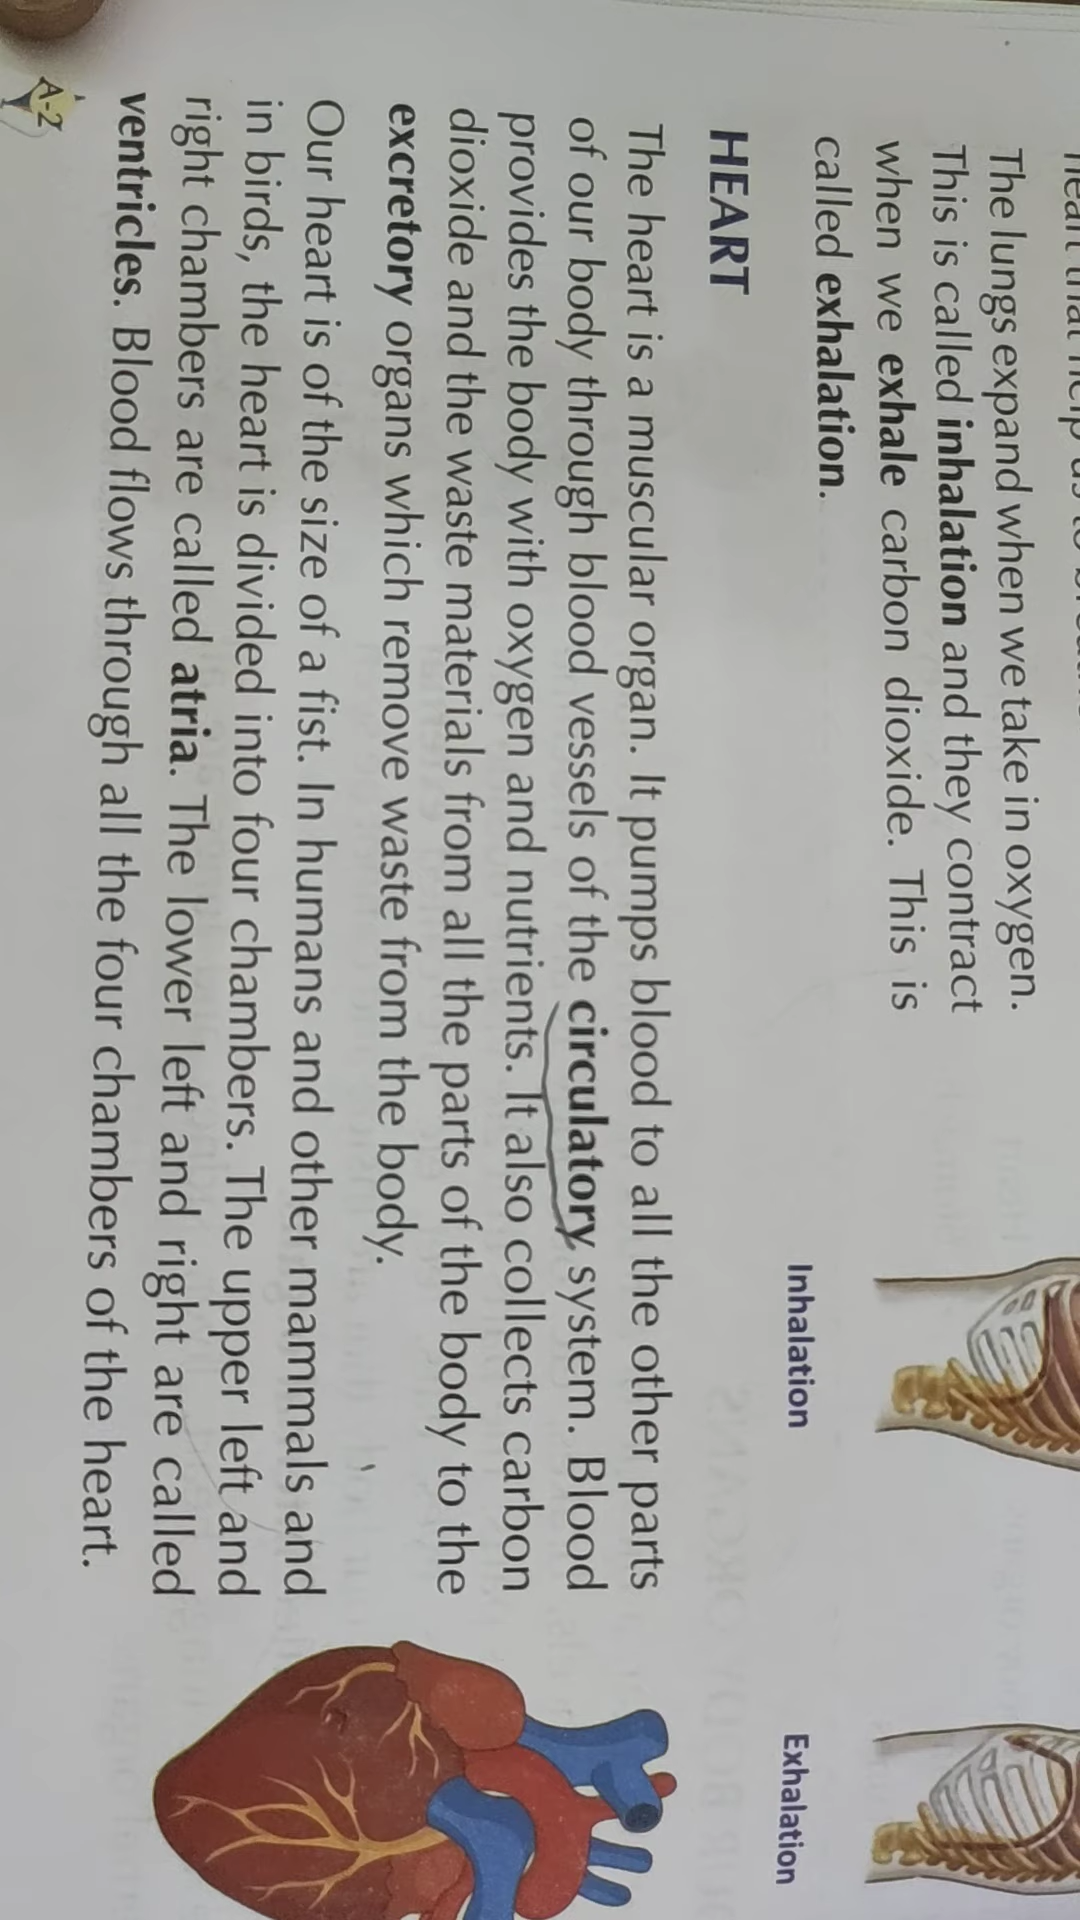 The lungs expand when we take in oxygen.
This is called inhalation and they contract
when we exhale carbon dioxide. This is
called exhalation.
Inhalation
Exhalation
HEART
The heart is a muscular organ. It pumps blood to all the other parts
of our body through blood vessels of the circulatory system. Blood
provides the body with oxygen and nutrients. It also collects carbon
dioxide and the waste materials from all the parts of the body to the
excretory organs which remove waste from the body.
Our heart is of the size of a fist. In humans and other mammals and
in birds, the heart is divided into four chambers. The upper left and
right chambers are called atria. The lower left and right are called
ventricles. Blood flows through all the four chambers of the heart.
A-2